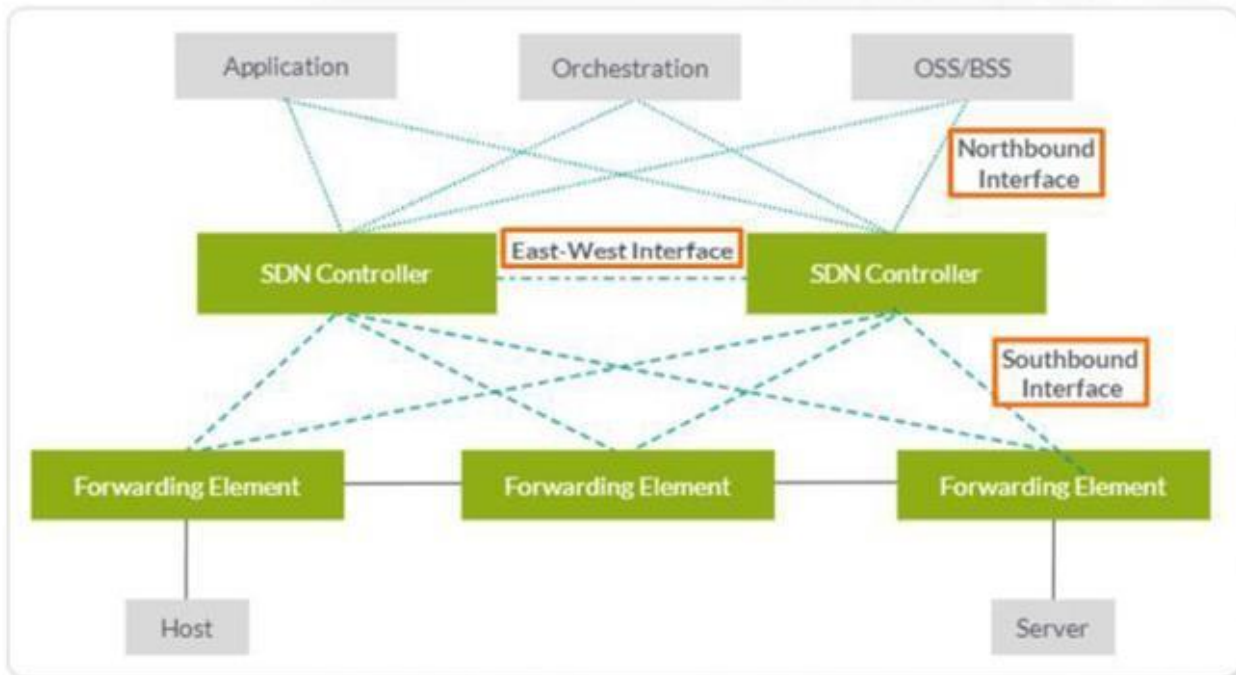 Application
Orchestration
OSS/BSS
Northbound
Interface
East-West Interface
SDN Controller
SDN Controller
Southbound
Interface
Forwarding Element
Forwarding Element
Forwarding Element
Host
Server